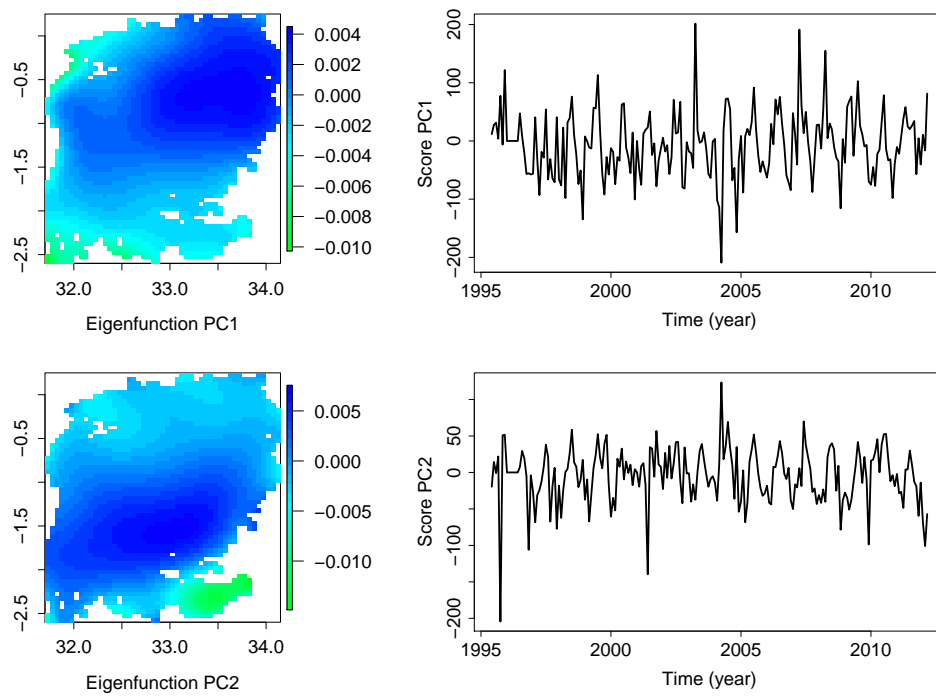 0.004
0.002
0.000
−0.002
−0.004
−0.006
−0.008
−0.010
−0.5
−1.5
−2.5
32.0 33.0 34.0
Eigenfunction PC1
200
100
0
−100
−200
Score PC1
1995 2000 2005 2010
Time (year)
0.005
0.000
−0.005
−0.010
−0.5
−1.5
−2.5
32.0 33.0 34.0
Eigenfunction PC2
50
0
−100
−200
Score PC2
1995 2000 2005 2010
Time (year)